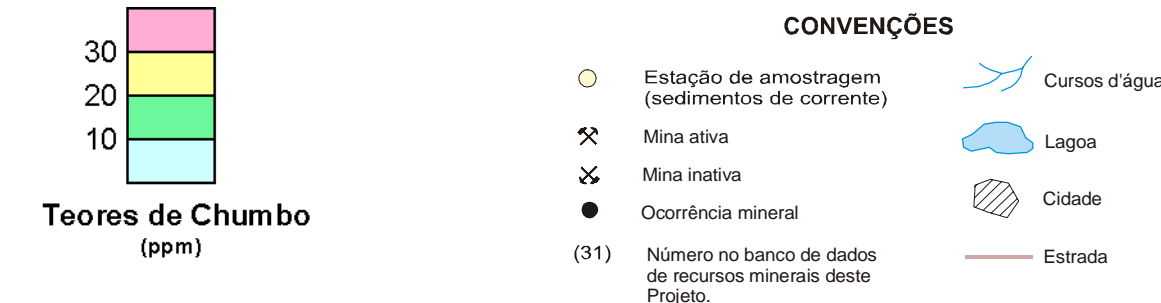 30
20
10
Teores de Chumbo
(ppm)
CONVENÇÕES
Estação de amostragem
(sedimentos de corrente)
Mina ativa
Mina inativa
Ocorrência mineral
(31) Número no banco de dados
de recursos minerais deste
Projeto.
Cursos d'água
Lagoa
Cidade
Estrada